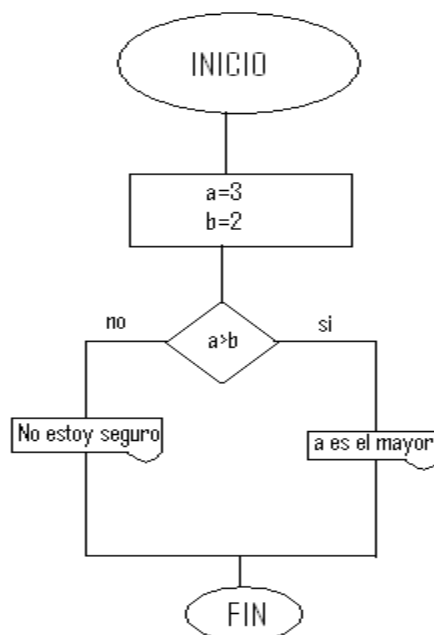 INICIO
a=3
b=2
no
si
a>b
No estoy seguro
a es el mayor
FIN